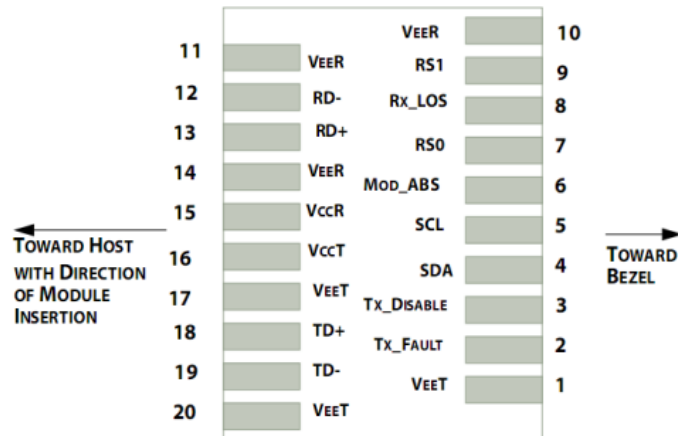 11 VEER
12 RD-
13 RD+
14 VEER
15 VCCR
16 VCCT
17 VEET
18 TD+
19 TD-
20 VEET
VEER 10
RS1 9
RX_LOS 8
RS0 7
MOD_ABS 6
SCL 5
SDA 4
TX_DISABLE 3
TX_FAULT 2
VEET 1
TOWARD HOST
WITH DIRECTION
OF MODULE
INSERTION
TOWARD
BEZEL